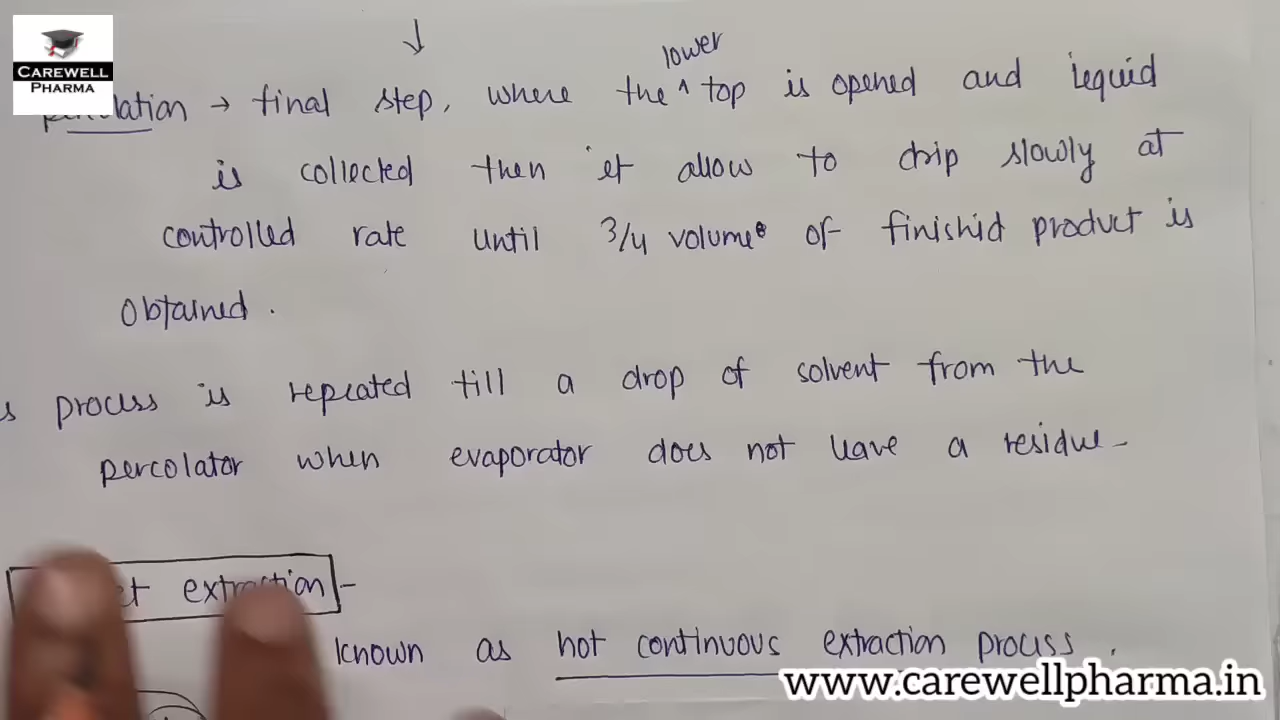 CAREWELL
PHARMA
lower
→ final step, where the ^ top is opened and liquid
is collected then it allow to drip slowly at
controlled rate until 3/4 volume of finishid product is
obtained.
process is repeated till a drop of solvent from the
percolator when evaporator does not leave a residue-
extraction-
known as hot continuous extraction process.
www.carewellpharma.in